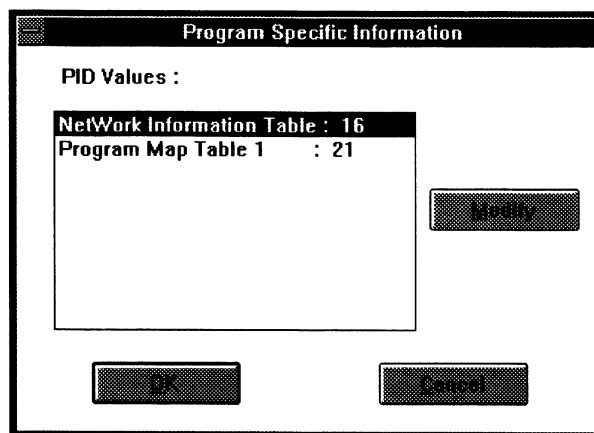 Program Specific Information
PID Values :
NetWork Information Table : 16
Program Map Table 1 : 21
Modify
OK
Cancel